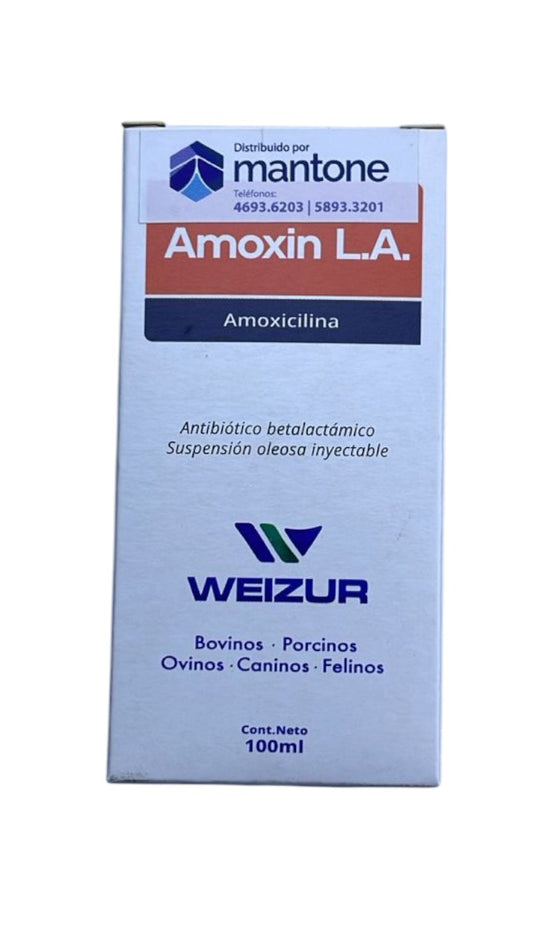 Distribuido por
mantone
Teléfonos:
4693.6203 | 5893.3201
Amoxin L.A.
Amoxicilina
Antibiótico betalactámico
Suspensión oleosa inyectable
WEIZUR
Bovinos · Porcinos
Ovinos · Caninos · Felinos
Cont.Neto
100ml